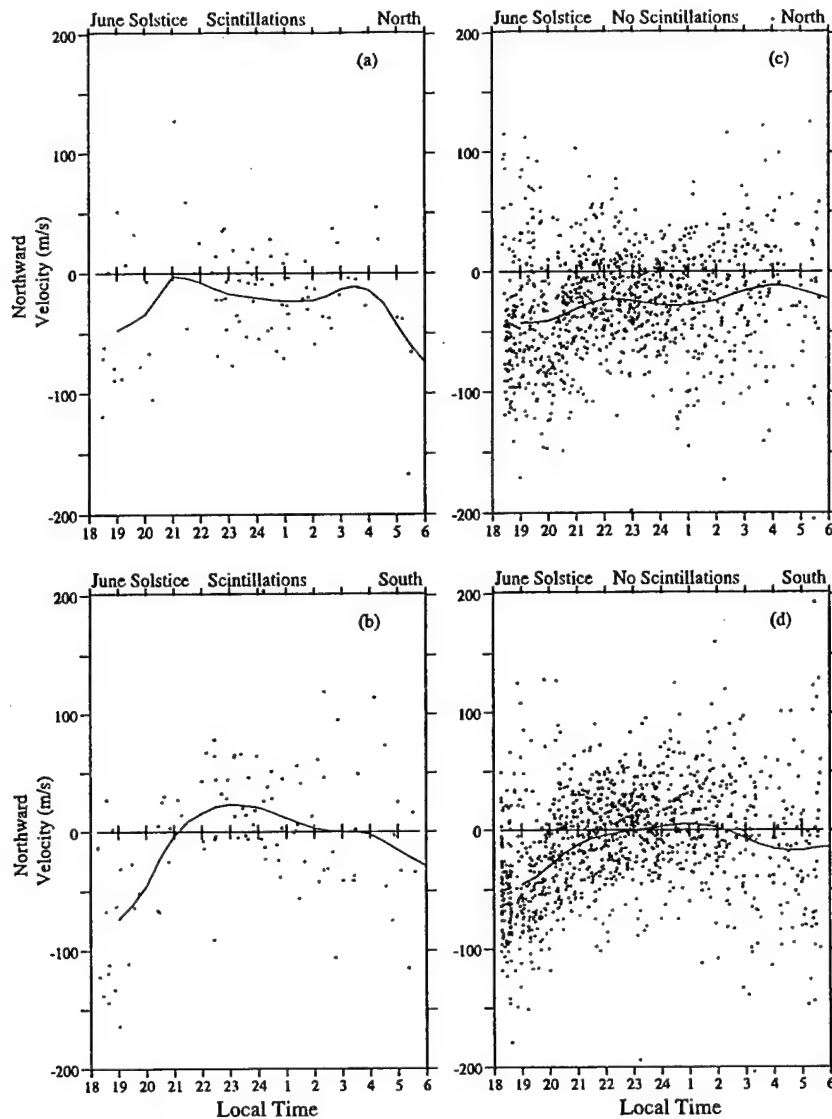 June Solstice Scintillations North
(a)
200
100
0
-100
-200
Northward
Velocity (m/s)
18 19 20 21 22 23 24 1 2 3 4 5 6
June Solstice No Scintillations North
(c)
200
100
0
-100
-200
18 19 20 21 22 23 24 1 2 3 4 5 6
June Solstice Scintillations South
(b)
200
100
0
-100
-200
Northward
Velocity (m/s)
18 19 20 21 22 23 24 1 2 3 4 5 6
Local Time
June Solstice No Scintillations South
(d)
200
100
0
-100
-200
18 19 20 21 22 23 24 1 2 3 4 5 6
Local Time